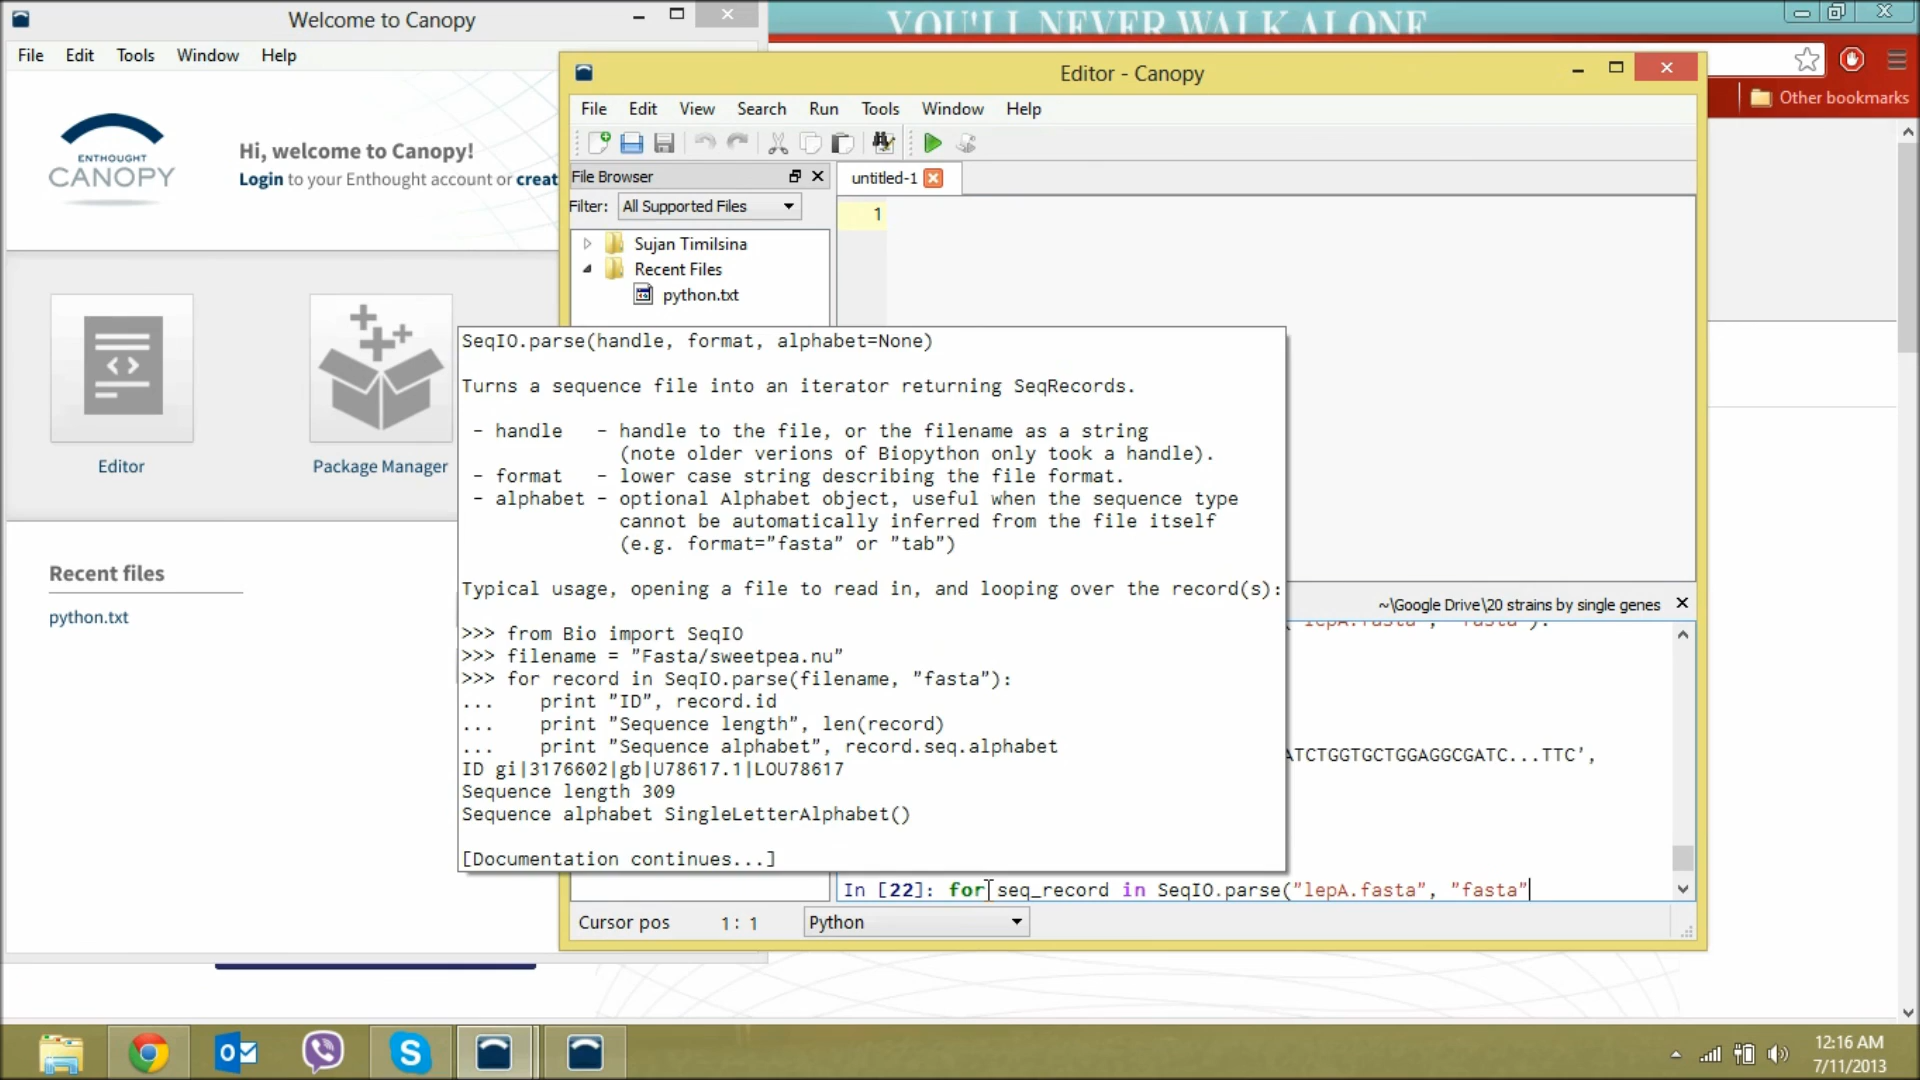 Welcome to Canopy
YOU'LL NEVER WALK ALONE
File Edit Tools Window Help
Editor - Canopy
Other bookmarks
File Edit View Search Run Tools Window Help
ENTHOUGHT
CANOPY
Hi, welcome to Canopy!
Login to your Enthought account or creat
File Browser
untitled-1
Filter: All Supported Files
1
Sujan Timilsina
Recent Files
python.txt
SeqIO.parse(handle, format, alphabet=None)
Turns a sequence file into an iterator returning SeqRecords.
- handle - handle to the file, or the filename as a string
(note older verions of Biopython only took a handle).
- format - lower case string describing the file format.
- alphabet - optional Alphabet object, useful when the sequence type
cannot be automatically inferred from the file itself
(e.g. format="fasta" or "tab")
Typical usage, opening a file to read in, and looping over the record(s):
>>> from Bio import SeqIO
>>> filename = "Fasta/sweetpea.nu"
>>> for record in SeqIO.parse(filename, "fasta"):
... print "ID", record.id
... print "Sequence length", len(record)
... print "Sequence alphabet", record.seq.alphabet
ID gi|3176602|gb|U78617.1|LOU78617
Sequence length 309
Sequence alphabet SingleLetterAlphabet()
[Documentation continues...]
Editor
Package Manager
Recent files
python.txt
~\Google Drive\20 strains by single genes
ATCTGGTGCTGGAGGCGATC...TTC',
In [22]: for seq_record in SeqIO.parse("lepA.fasta", "fasta"
Cursor pos 1: 1 Python
12:16 AM
7/11/2013